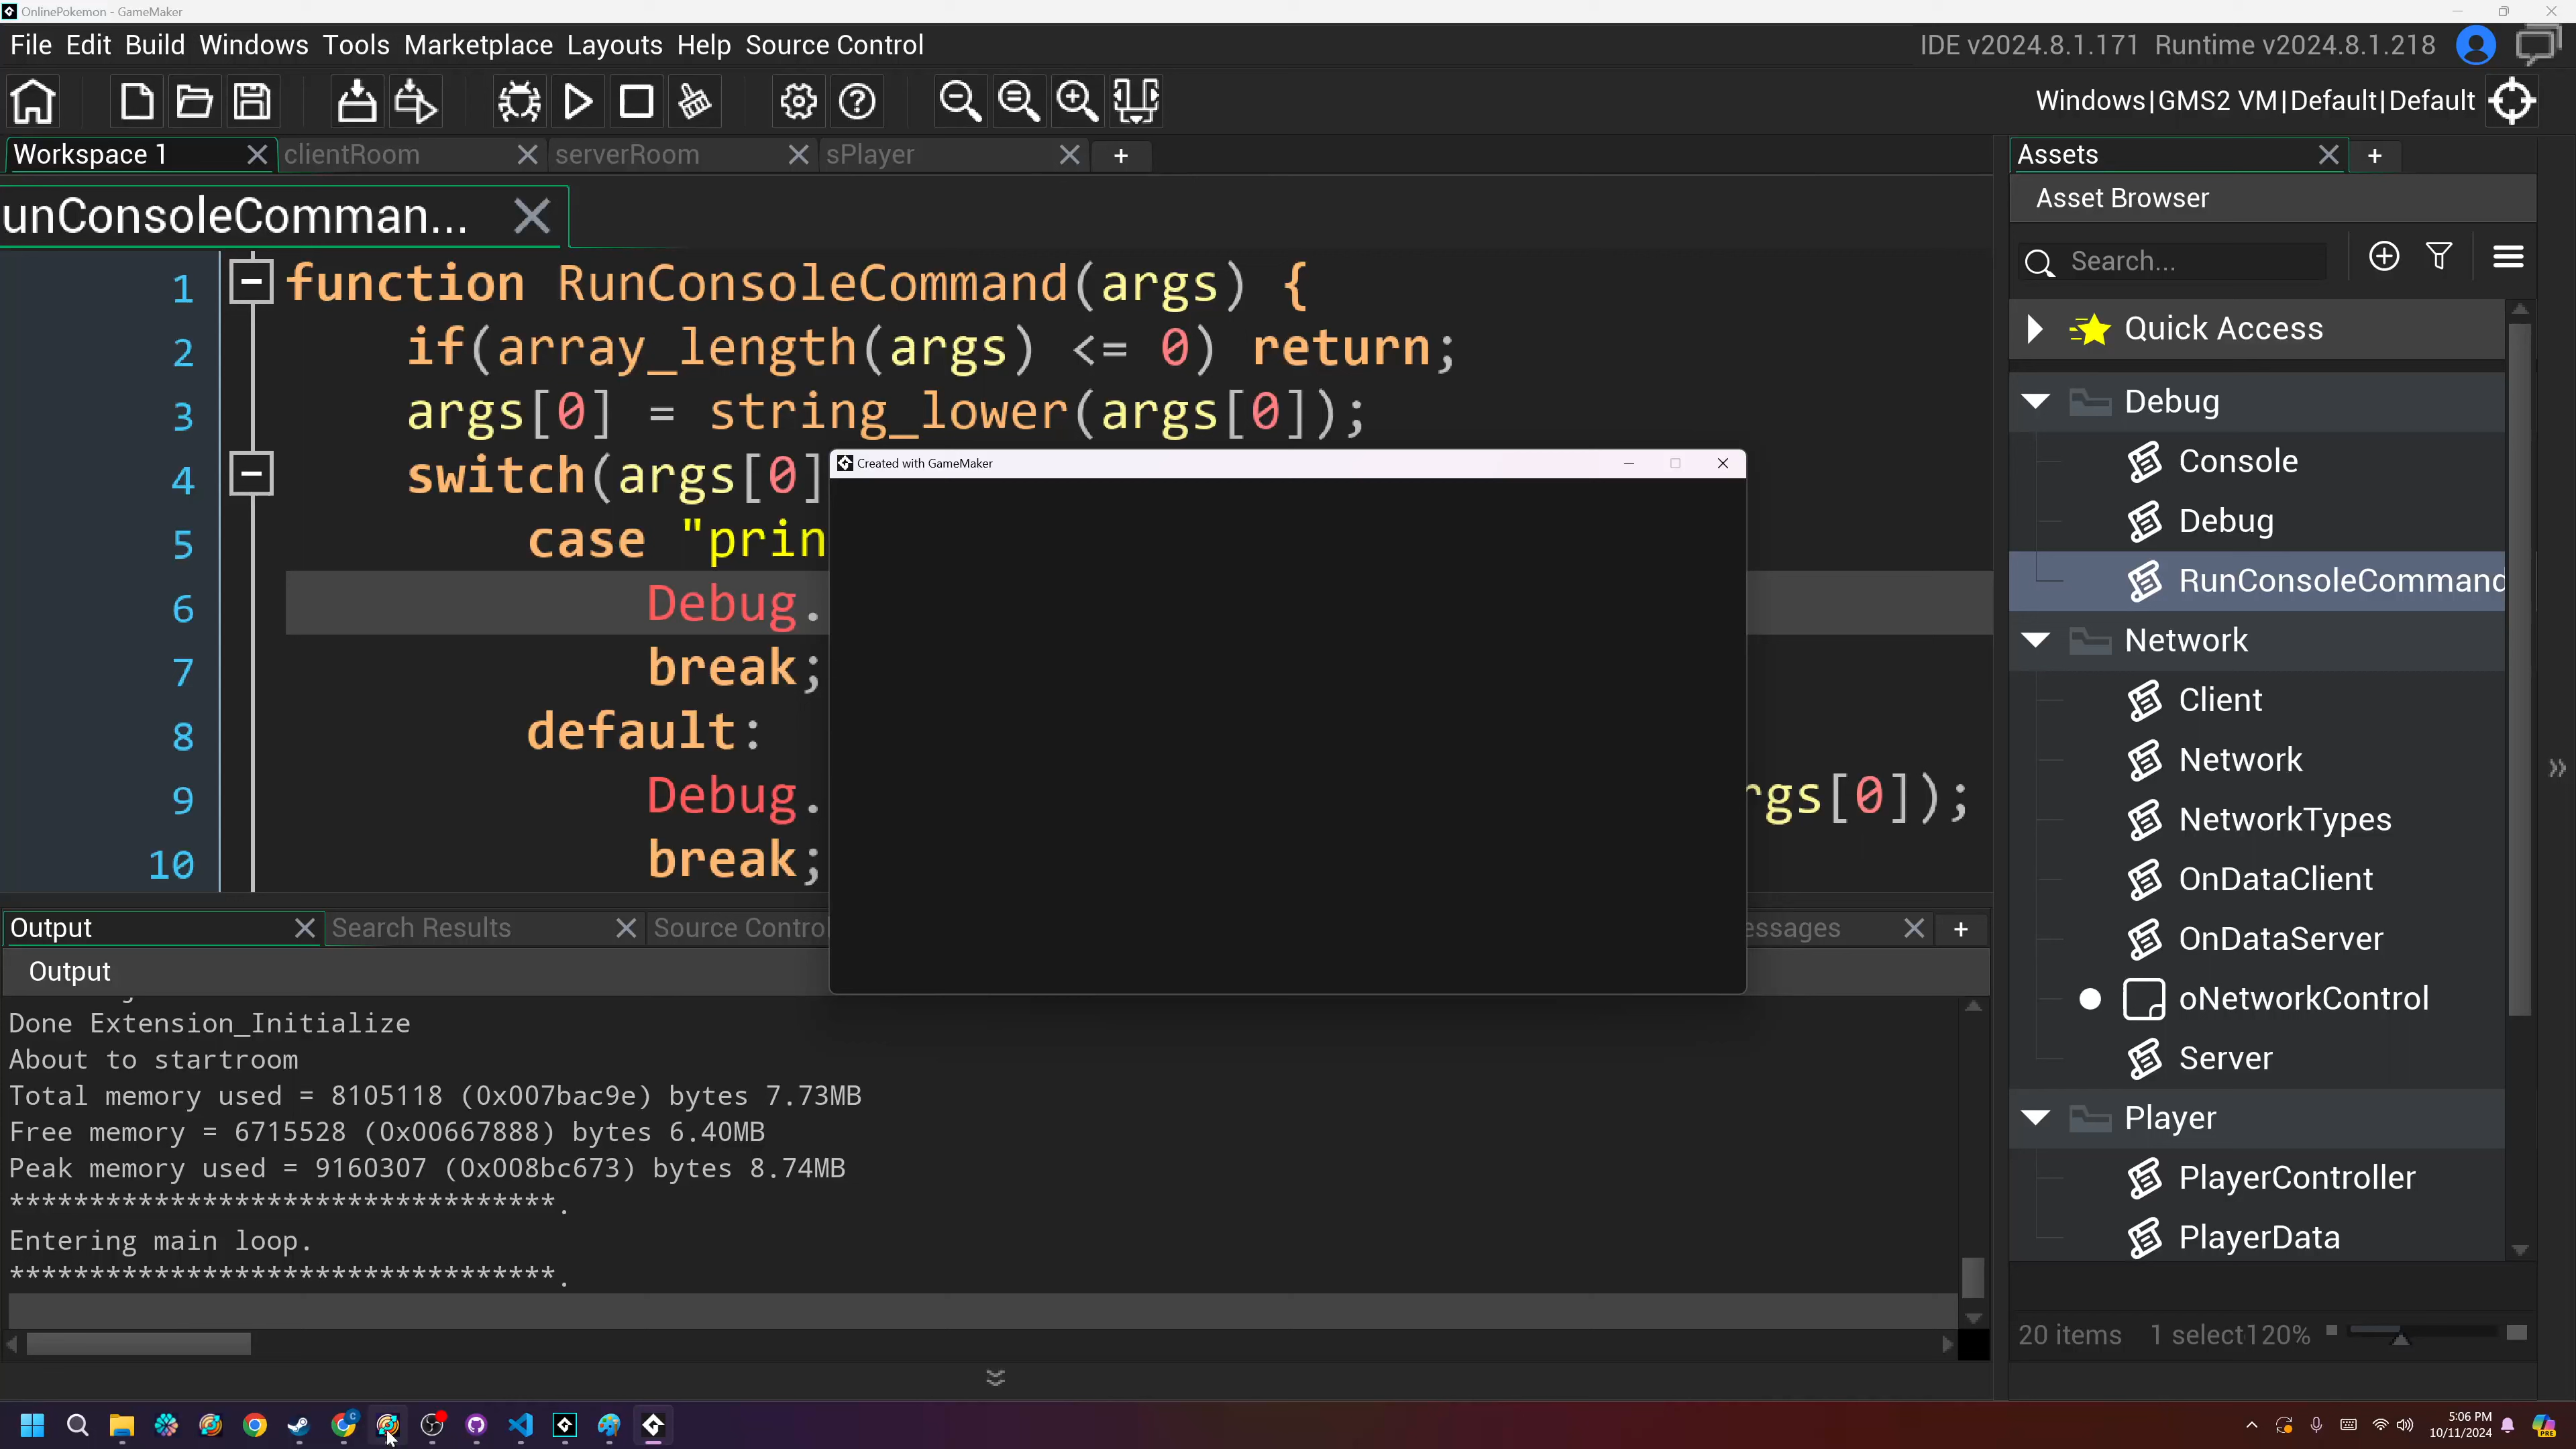 OnlinePokemon - GameMaker
File Edit Build Windows Tools Marketplace Layouts Help Source Control
IDE v2024.8.1.171 Runtime v2024.8.1.218
Windows|GMS2 VM|Default|Default
Workspace 1
clientRoom
serverRoom
sPlayer
+
unConsoleComman...
1 function RunConsoleCommand(args) {
2 if(array_length(args) <= 0) return;
3 args[0] = string_lower(args[0]);
4 switch(args[0]
5 case "prin
6 Debug.
7 break;
8 default:
9 Debug. rgs[0]);
10 break;
Created with GameMaker
Output
Search Results
Source Control
essages
+
Output
Done Extension_Initialize
About to startroom
Total memory used = 8105118 (0x007bac9e) bytes 7.73MB
Free memory = 6715528 (0x00667888) bytes 6.40MB
Peak memory used = 9160307 (0x008bc673) bytes 8.74MB
**********************************.
Entering main loop.
**********************************.
Assets
+
Asset Browser
Search...
Quick Access
Debug
Console
Debug
RunConsoleCommand
Network
Client
Network
NetworkTypes
OnDataClient
OnDataServer
oNetworkControl
Server
Player
PlayerController
PlayerData
20 items 1 select 120%
5:06 PM
10/11/2024
PRE